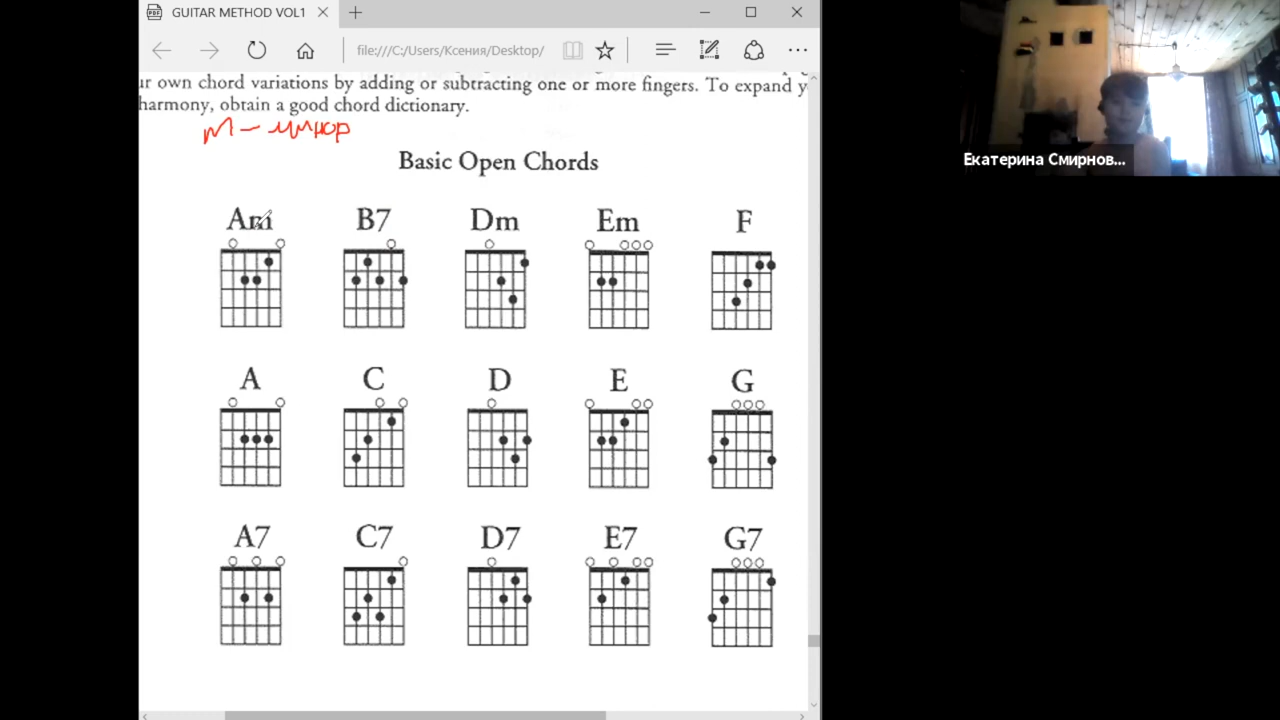 GUITAR METHOD VOL1
file:///C:/Users/Ксения/Desktop/
ur own chord variations by adding or subtracting one or more fingers. To expand y
harmony, obtain a good chord dictionary.
m - минор
Basic Open Chords
Am B7 Dm Em F
A C D E G
A7 C7 D7 E7 G7
Екатерина Смирнов...